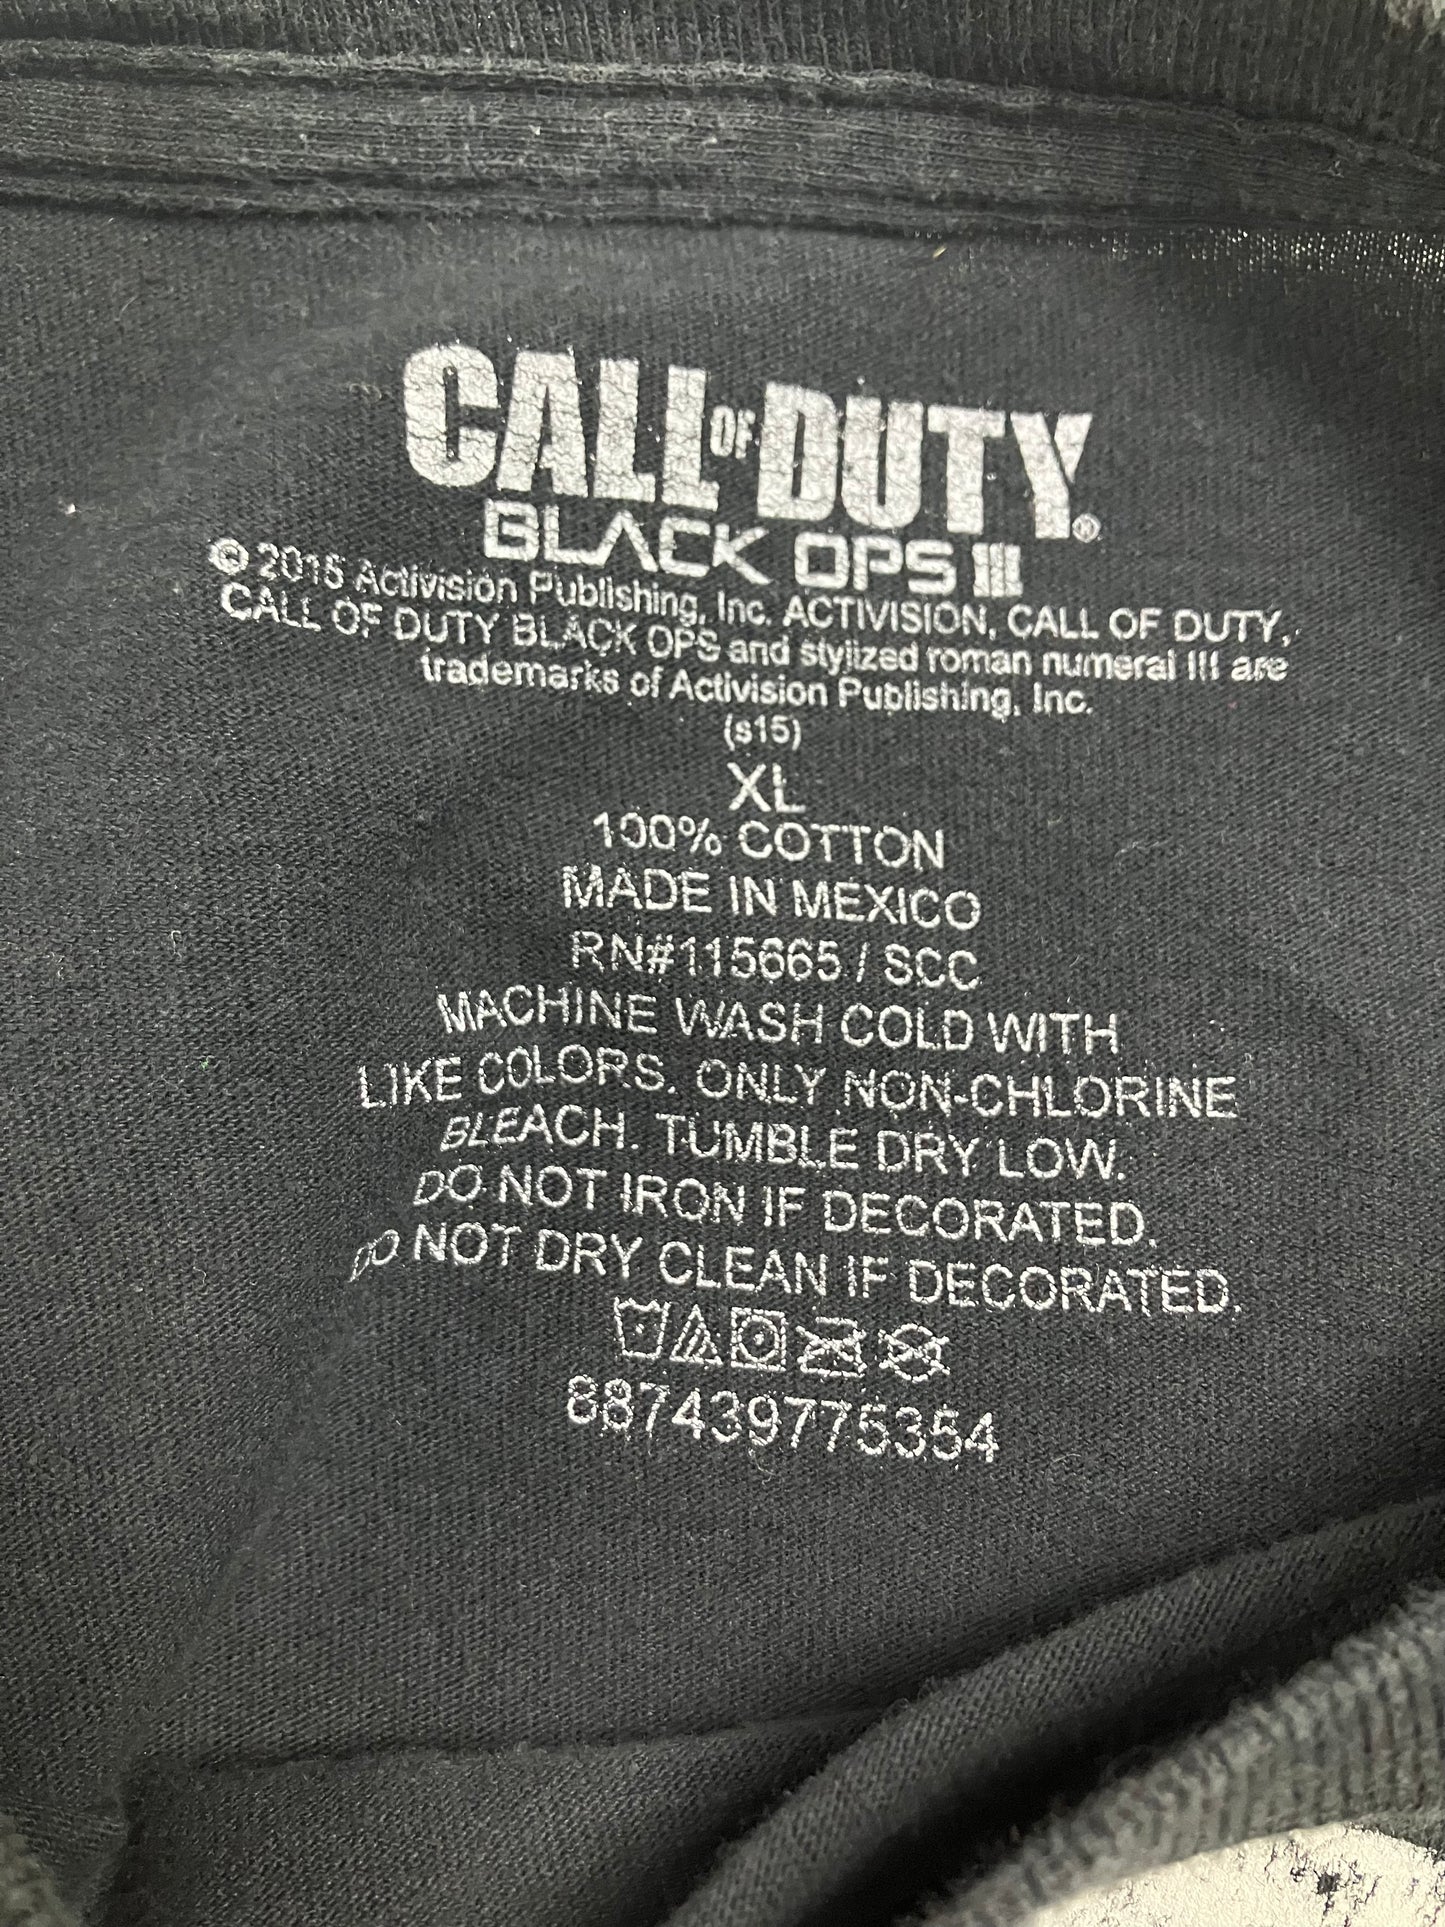 CALL OF DUTY®
BLACK OPS III
© 2015 Activision Publishing, Inc. ACTIVISION, CALL OF DUTY,
CALL OF DUTY BLACK OPS and stylized roman numeral III are
trademarks of Activision Publishing, Inc.
(s15)
XL
100% COTTON
MADE IN MEXICO
RN#115665 / SCC
MACHINE WASH COLD WITH
LIKE COLORS. ONLY NON-CHLORINE
BLEACH. TUMBLE DRY LOW.
DO NOT IRON IF DECORATED.
DO NOT DRY CLEAN IF DECORATED.
887439775354